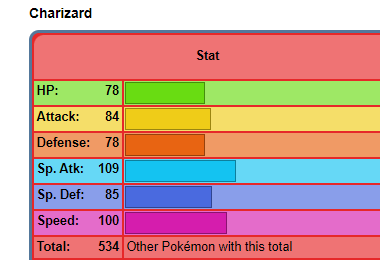 Charizard
Stat
HP: 78
Attack: 84
Defense: 78
Sp. Atk: 109
Sp. Def: 85
Speed: 100
Total: 534 Other Pokémon with this total